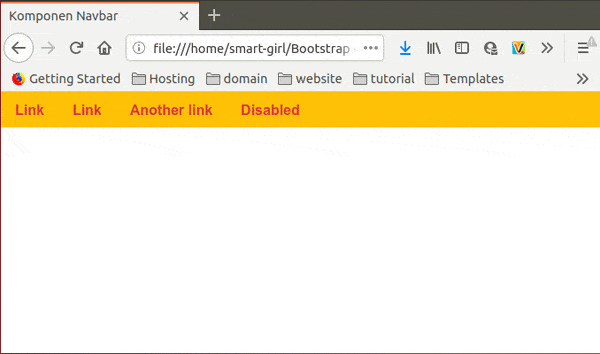 Komponen Navbar
file:///home/smart-girl/Bootstrap
Getting Started Hosting domain website tutorial Templates
Link Link Another link Disabled